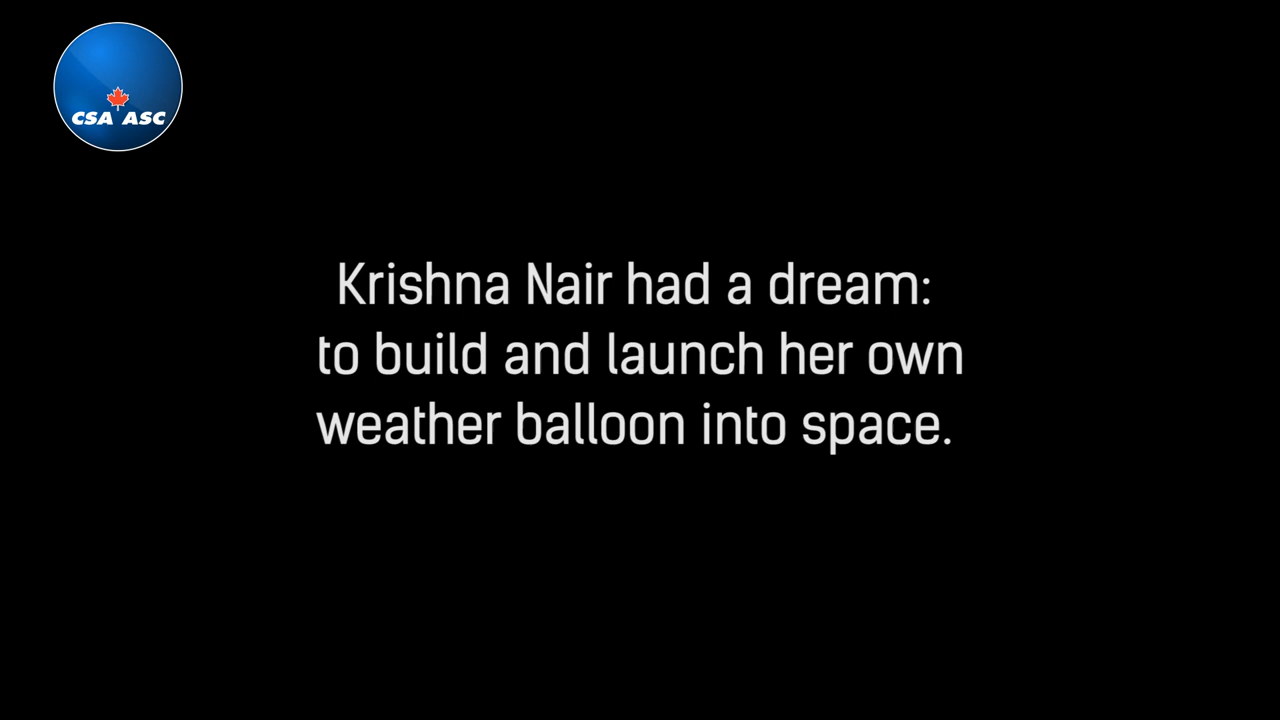 CSA ASC
Krishna Nair had a dream:
to build and launch her own
weather balloon into space.